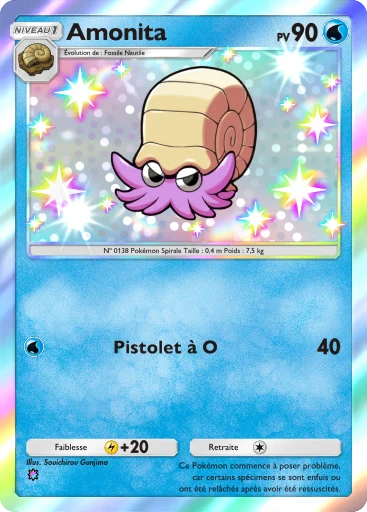 NIVEAU 1
Amonita
PV 90
Évolution de : Fossile Nautile
N° 0138 Pokémon Spirale Taille : 0,4 m Poids : 7,5 kg
Pistolet à O 40
Faiblesse +20
Retraite
Illus. Souichirou Gunjima
Ce Pokémon commence à poser problème,
car certains spécimens se sont enfuis ou
ont été relâchés après avoir été ressuscités.